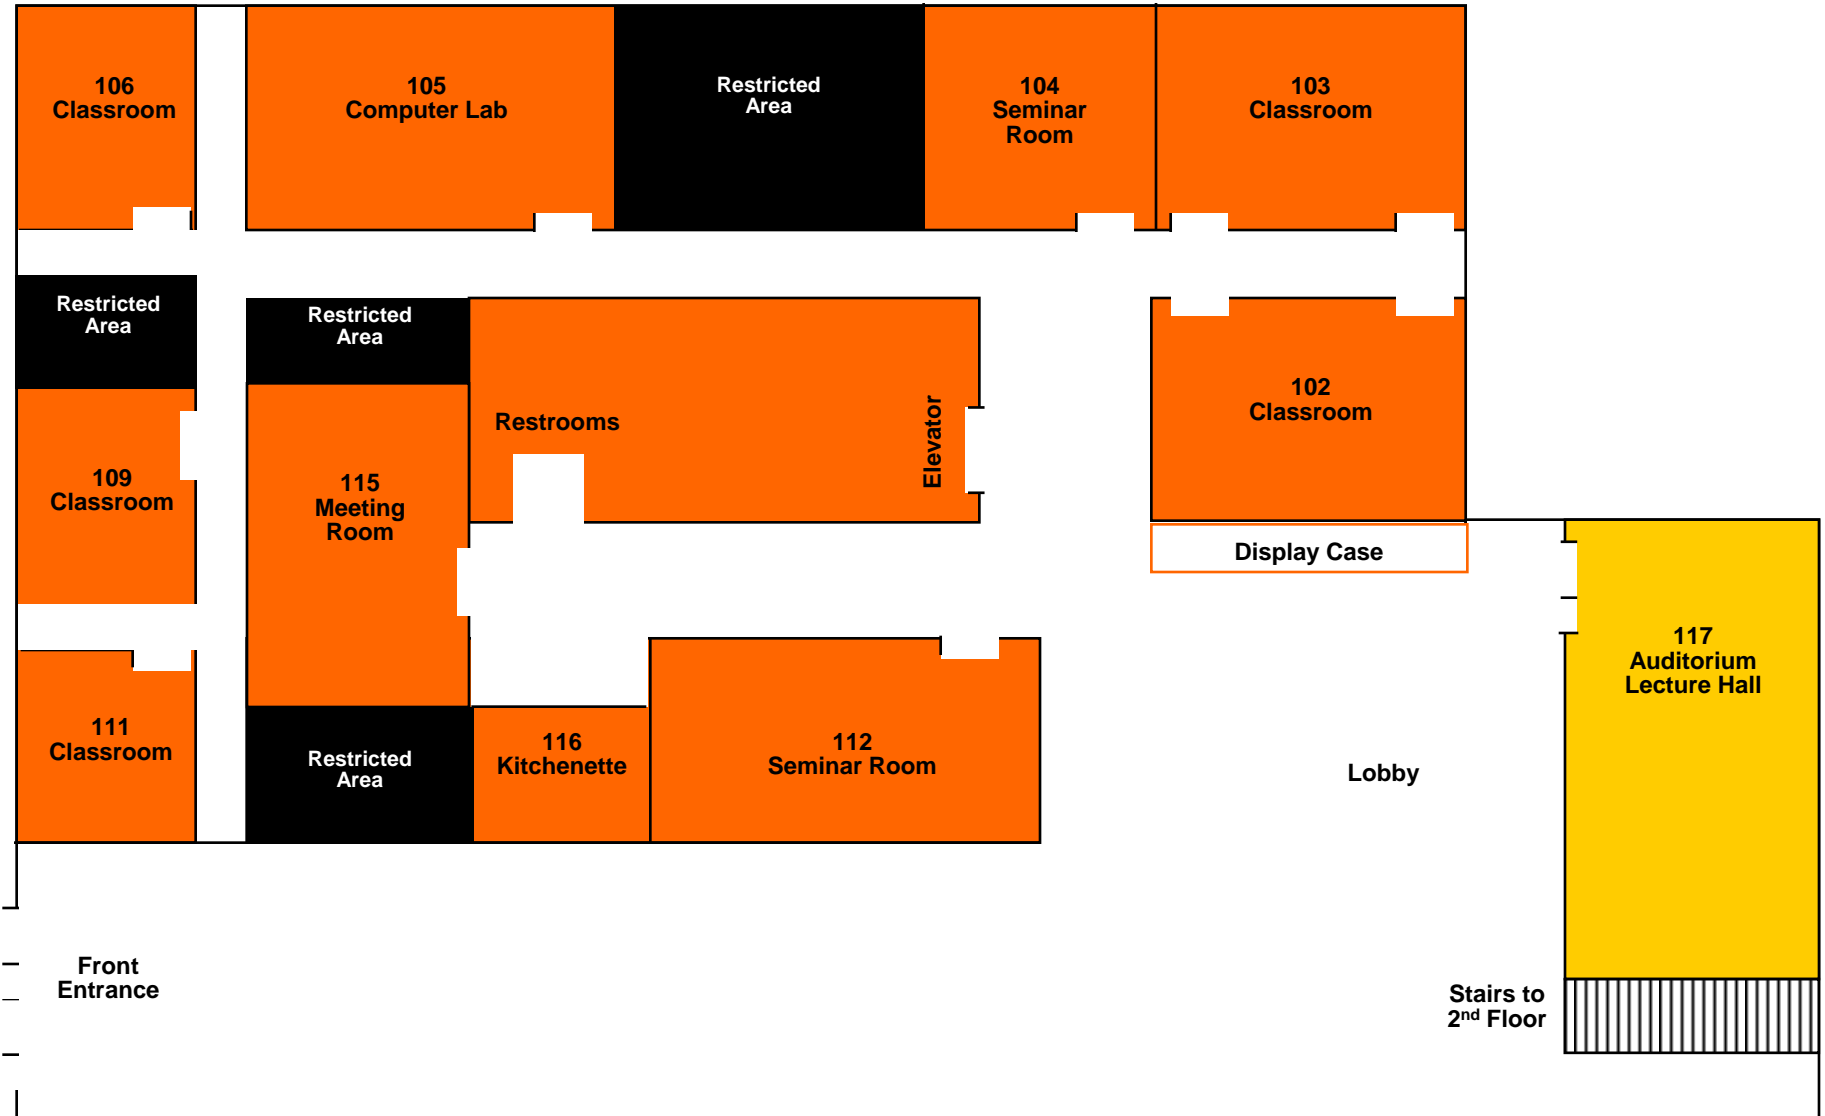 106
Classroom
105
Computer Lab
Restricted
Area
104
Seminar
Room
103
Classroom
Restricted
Area
Restricted
Area
Restrooms
Elevator
102
Classroom
109
Classroom
115
Meeting
Room
Display Case
117
Auditorium
Lecture Hall
111
Classroom
Restricted
Area
116
Kitchenette
112
Seminar Room
Lobby
Front
Entrance
Stairs to
2nd Floor